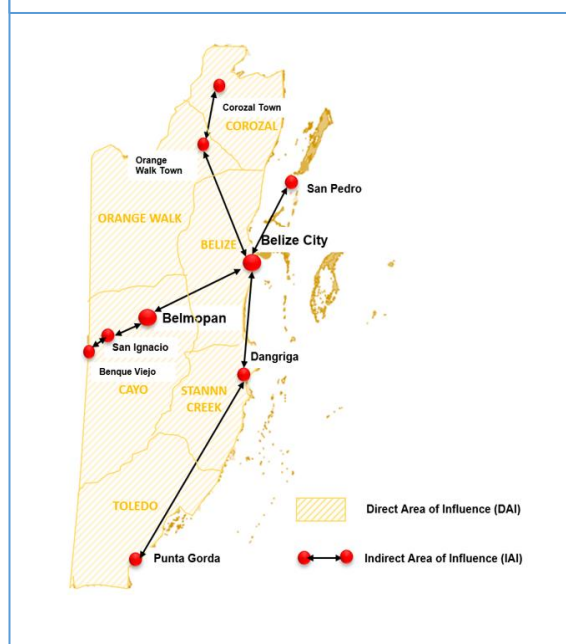 Corozal Town
COROZAL
Orange
Walk Town
San Pedro
ORANGE WALK
BELIZE
Belize City
Belmopan
San Ignacio
Dangriga
Benque Viejo
CAYO
STANNN
CREEK
TOLEDO
Direct Area of Influence (DAI)
Punta Gorda
Indirect Area of Influence (IAI)